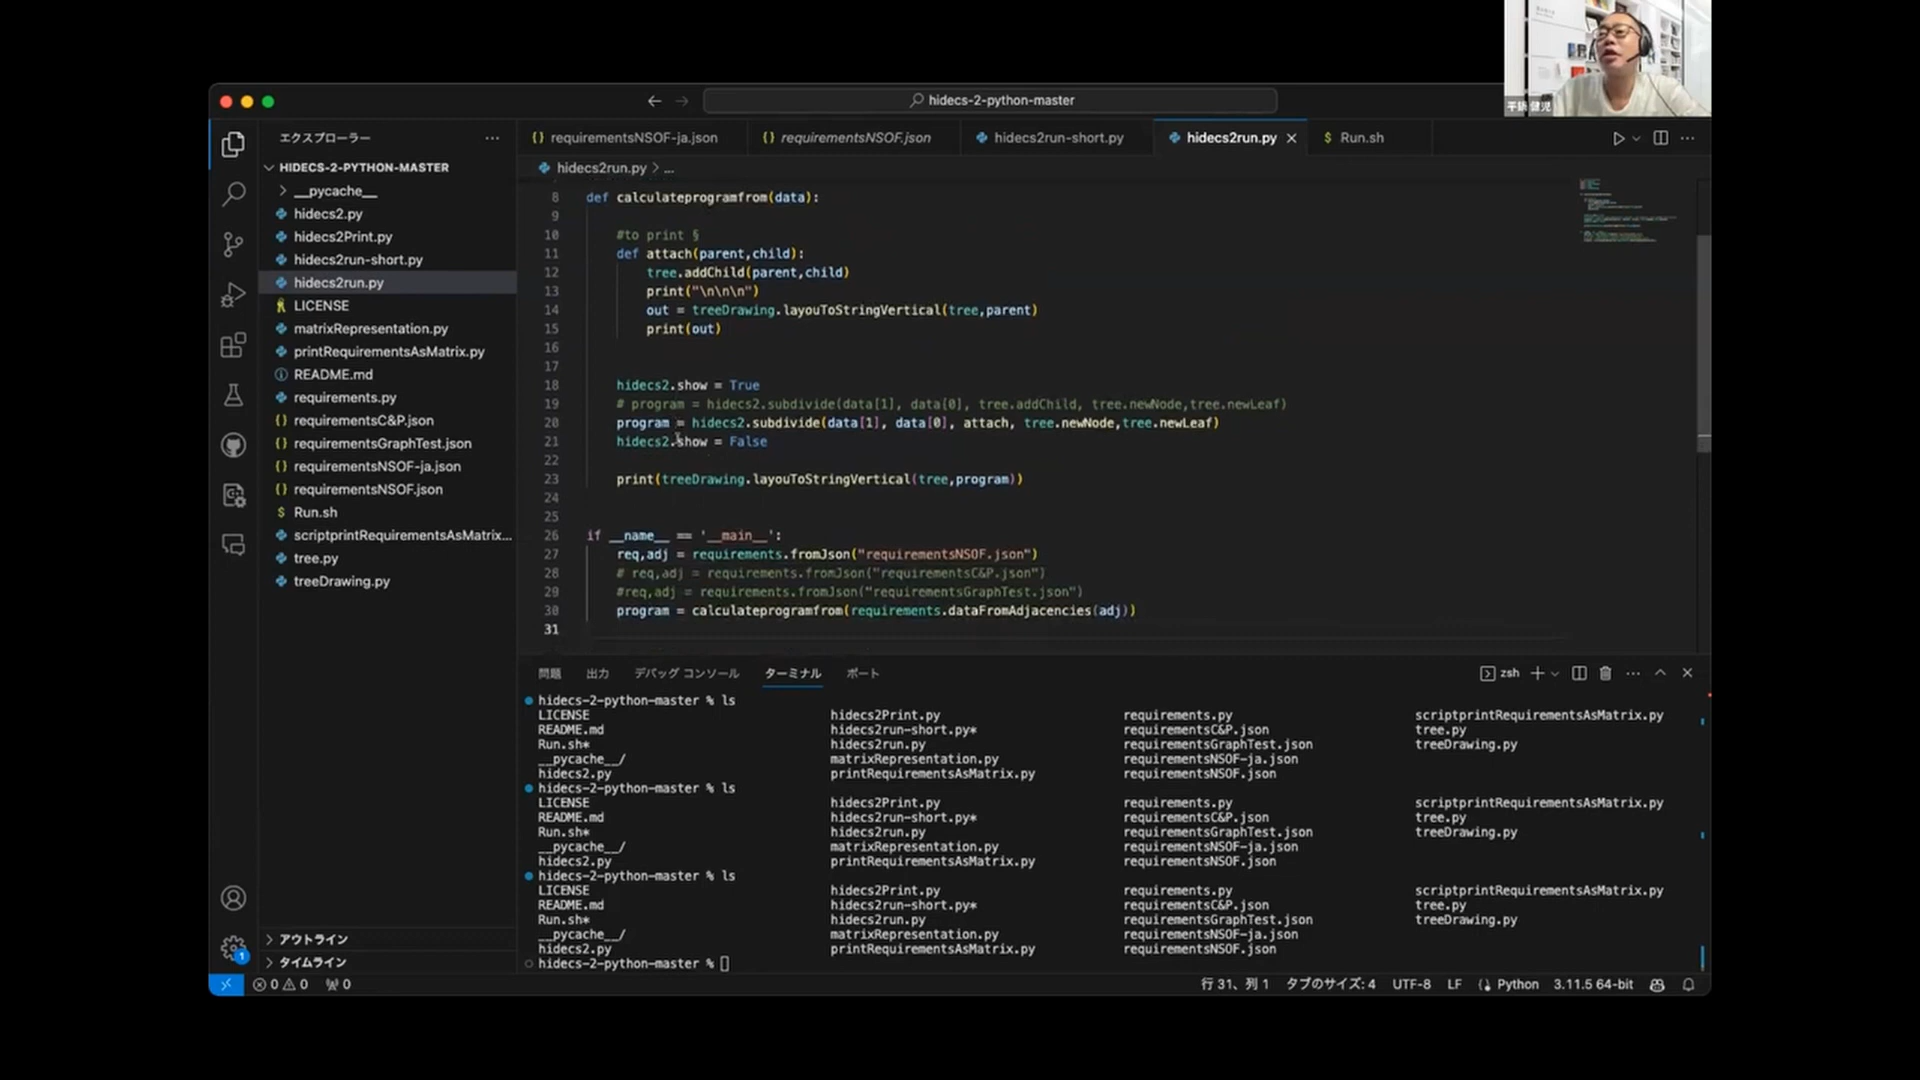 hidecs-2-python-master
平鍋 健児
エクスプローラー
HIDECS-2-PYTHON-MASTER
__pycache__
hidecs2.py
hidecs2Print.py
hidecs2run-short.py
hidecs2run.py
LICENSE
matrixRepresentation.py
printRequirementsAsMatrix.py
README.md
requirements.py
requirementsC&P.json
requirementsGraphTest.json
requirementsNSOF-ja.json
requirementsNSOF.json
Run.sh
scriptprintRequirementsAsMatrix...
tree.py
treeDrawing.py
アウトライン
タイムライン
requirementsNSOF-ja.json requirementsNSOF.json hidecs2run-short.py hidecs2run.py Run.sh
hidecs2run.py > ...
8 def calculateprogramfrom(data):
9
10 #to print §
11 def attach(parent,child):
12 tree.addChild(parent,child)
13 print("\n\n\n")
14 out = treeDrawing.layouToStringVertical(tree,parent)
15 print(out)
16
17
18 hidecs2.show = True
19 # program = hidecs2.subdivide(data[1], data[0], tree.addChild, tree.newNode,tree.newLeaf)
20 program = hidecs2.subdivide(data[1], data[0], attach, tree.newNode,tree.newLeaf)
21 hidecs2.show = False
22
23 print(treeDrawing.layouToStringVertical(tree,program))
24
25
26 if __name__ == '__main__':
27 req,adj = requirements.fromJson("requirementsNSOF.json")
28 # req,adj = requirements.fromJson("requirementsC&P.json")
29 #req,adj = requirements.fromJson("requirementsGraphTest.json")
30 program = calculateprogramfrom(requirements.dataFromAdjacencies(adj))
31
問題 出力 デバッグ コンソール ターミナル ポート zsh
hidecs-2-python-master % ls
LICENSE hidecs2Print.py requirements.py scriptprintRequirementsAsMatrix.py
README.md hidecs2run-short.py* requirementsC&P.json tree.py
Run.sh* hidecs2run.py requirementsGraphTest.json treeDrawing.py
__pycache__/ matrixRepresentation.py requirementsNSOF-ja.json
hidecs2.py printRequirementsAsMatrix.py requirementsNSOF.json
hidecs-2-python-master % ls
LICENSE hidecs2Print.py requirements.py scriptprintRequirementsAsMatrix.py
README.md hidecs2run-short.py* requirementsC&P.json tree.py
Run.sh* hidecs2run.py requirementsGraphTest.json treeDrawing.py
__pycache__/ matrixRepresentation.py requirementsNSOF-ja.json
hidecs2.py printRequirementsAsMatrix.py requirementsNSOF.json
hidecs-2-python-master % ls
LICENSE hidecs2Print.py requirements.py scriptprintRequirementsAsMatrix.py
README.md hidecs2run-short.py* requirementsC&P.json tree.py
Run.sh* hidecs2run.py requirementsGraphTest.json treeDrawing.py
__pycache__/ matrixRepresentation.py requirementsNSOF-ja.json
hidecs2.py printRequirementsAsMatrix.py requirementsNSOF.json
hidecs-2-python-master %
1
0 0 0 行 31、列 1 タブのサイズ: 4 UTF-8 LF Python 3.11.5 64-bit